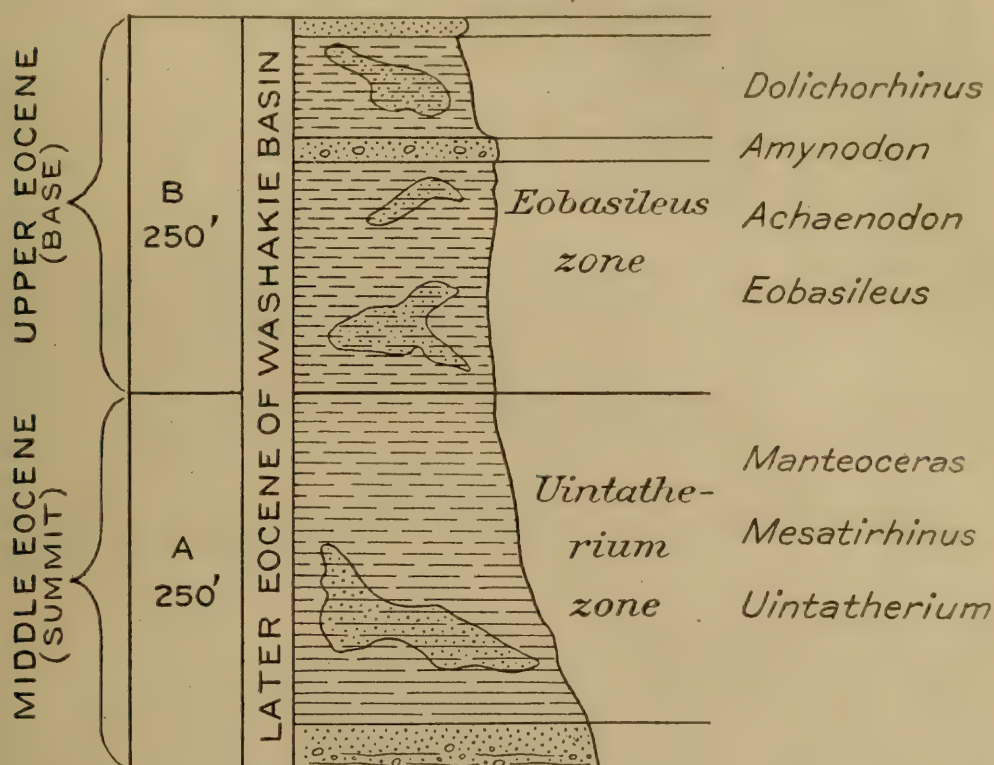 UPPER EOCENE
(BASE)
MIDDLE EOCENE
(SUMMIT)
B
250'
A
250'
LATER EOCENE OF WASHAKIE BASIN
Eobasileus
zone
Uintathe-
rium
zone
Dolichorhinus
Amynodon
Achaenodon
Eobasileus
Manteoceras
Mesatirhinus
Uintatherium